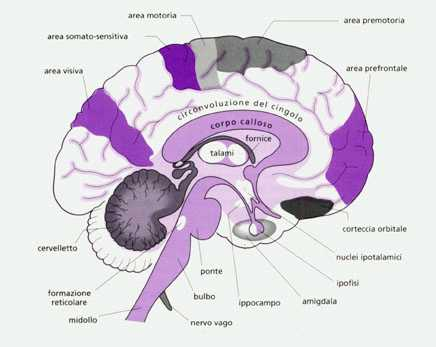 area motoria
area premotoria
area somato-sensitiva
area visiva
area prefrontale
circonvoluzione del cingolo
corpo calloso
fornice
talami
corteccia orbitale
cervelletto
nuclei ipotalamici
ponte
ipofisi
formazione
reticolare
bulbo
ippocampo
amigdala
midollo
nervo vago